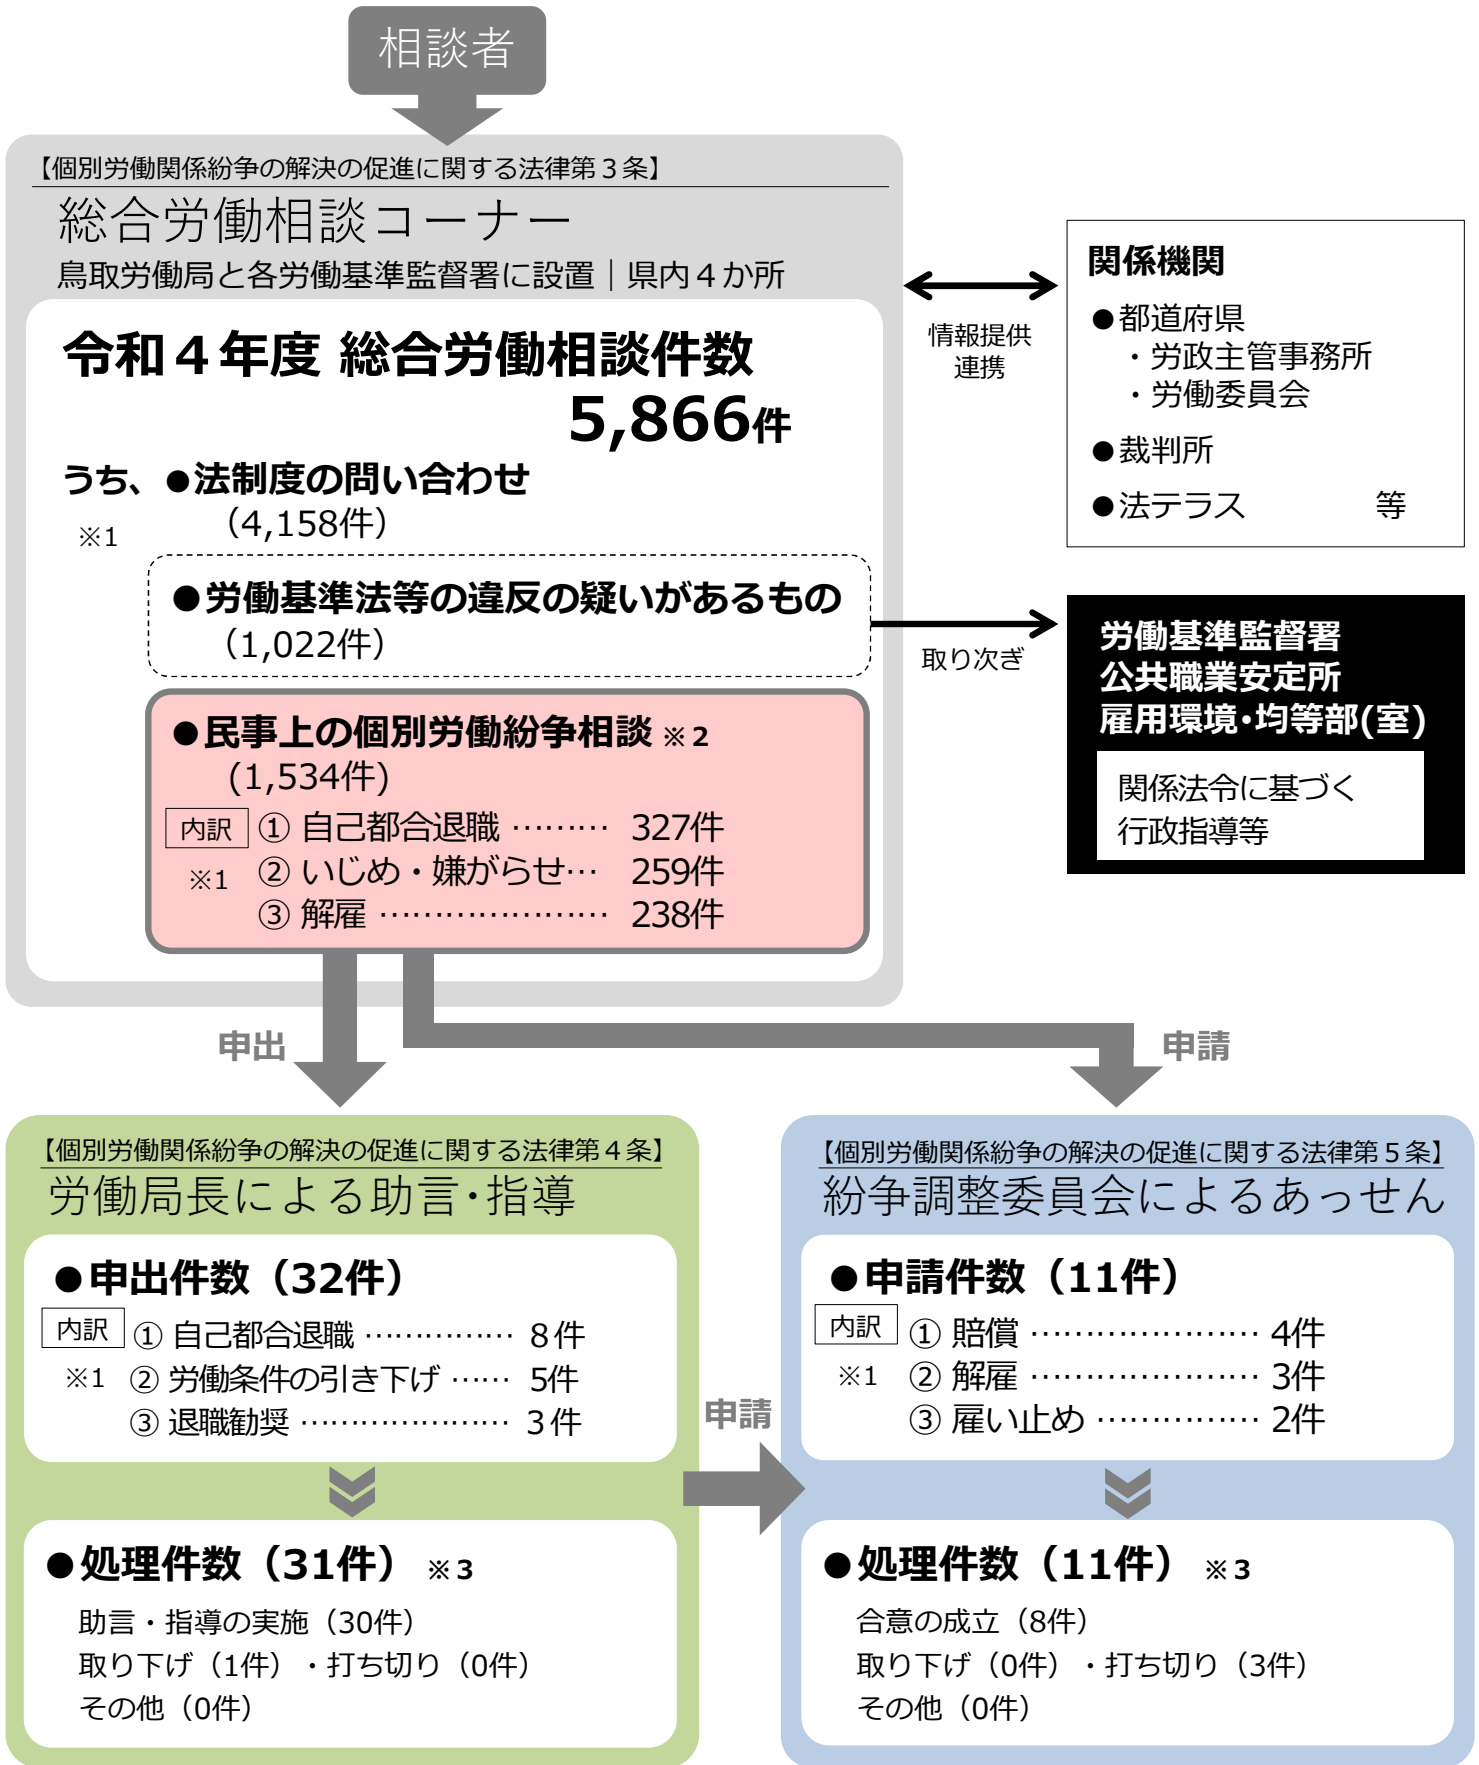 相談者
【個別労働関係紛争の解決の促進に関する法律第3条】
総合労働相談コーナー
鳥取労働局と各労働基準監督署に設置｜県内4か所
令和4年度 総合労働相談件数
5,866件
うち、●法制度の問い合わせ
※1
（4,158件）
●労働基準法等の違反の疑いがあるもの
（1,022件）
●民事上の個別労働紛争相談 ※2
(1,534件)
内訳
※1
① 自己都合退職 ……… 327件
② いじめ・嫌がらせ… 259件
③ 解雇 ………………… 238件
情報提供
連携
関係機関
●都道府県
・労政主管事務所
・労働委員会
●裁判所
●法テラス 等
取り次ぎ
労働基準監督署
公共職業安定所
雇用環境・均等部(室)
関係法令に基づく
行政指導等
申出
申請
【個別労働関係紛争の解決の促進に関する法律第4条】
労働局長による助言・指導
●申出件数（32件）
内訳
※1
① 自己都合退職 …………… 8件
② 労働条件の引き下げ …… 5件
③ 退職勧奨 ………………… 3件
●処理件数（31件） ※3
助言・指導の実施（30件）
取り下げ（1件）・打ち切り（0件）
その他（0件）
申請
【個別労働関係紛争の解決の促進に関する法律第5条】
紛争調整委員会によるあっせん
●申請件数（11件）
内訳
※1
① 賠償 ………………… 4件
② 解雇 ………………… 3件
③ 雇い止め …………… 2件
●処理件数（11件） ※3
合意の成立（8件）
取り下げ（0件）・打ち切り（3件）
その他（0件）